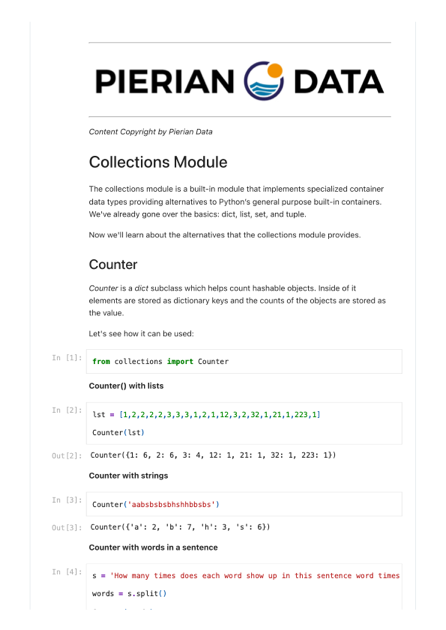 PIERIAN DATA
Content Copyright by Pierian Data
Collections Module
The collections module is a built-in module that implements specialized container
data types providing alternatives to Python's general purpose built-in containers.
We've already gone over the basics: dict, list, set, and tuple.
Now we'll learn about the alternatives that the collections module provides.
Counter
Counter is a dict subclass which helps count hashable objects. Inside of it
elements are stored as dictionary keys and the counts of the objects are stored as
the value.
Let's see how it can be used:
In [1]: from collections import Counter
Counter() with lists
In [2]: lst = [1,2,2,2,2,3,3,3,1,2,1,12,3,2,32,1,21,1,223,1]
Counter(lst)
Out[2]: Counter({1: 6, 2: 6, 3: 4, 12: 1, 21: 1, 32: 1, 223: 1})
Counter with strings
In [3]: Counter('aabsbsbsbhshhbbsbs')
Out[3]: Counter({'a': 2, 'b': 7, 'h': 3, 's': 6})
Counter with words in a sentence
In [4]: s = 'How many times does each word show up in this sentence word times
words = s.split()